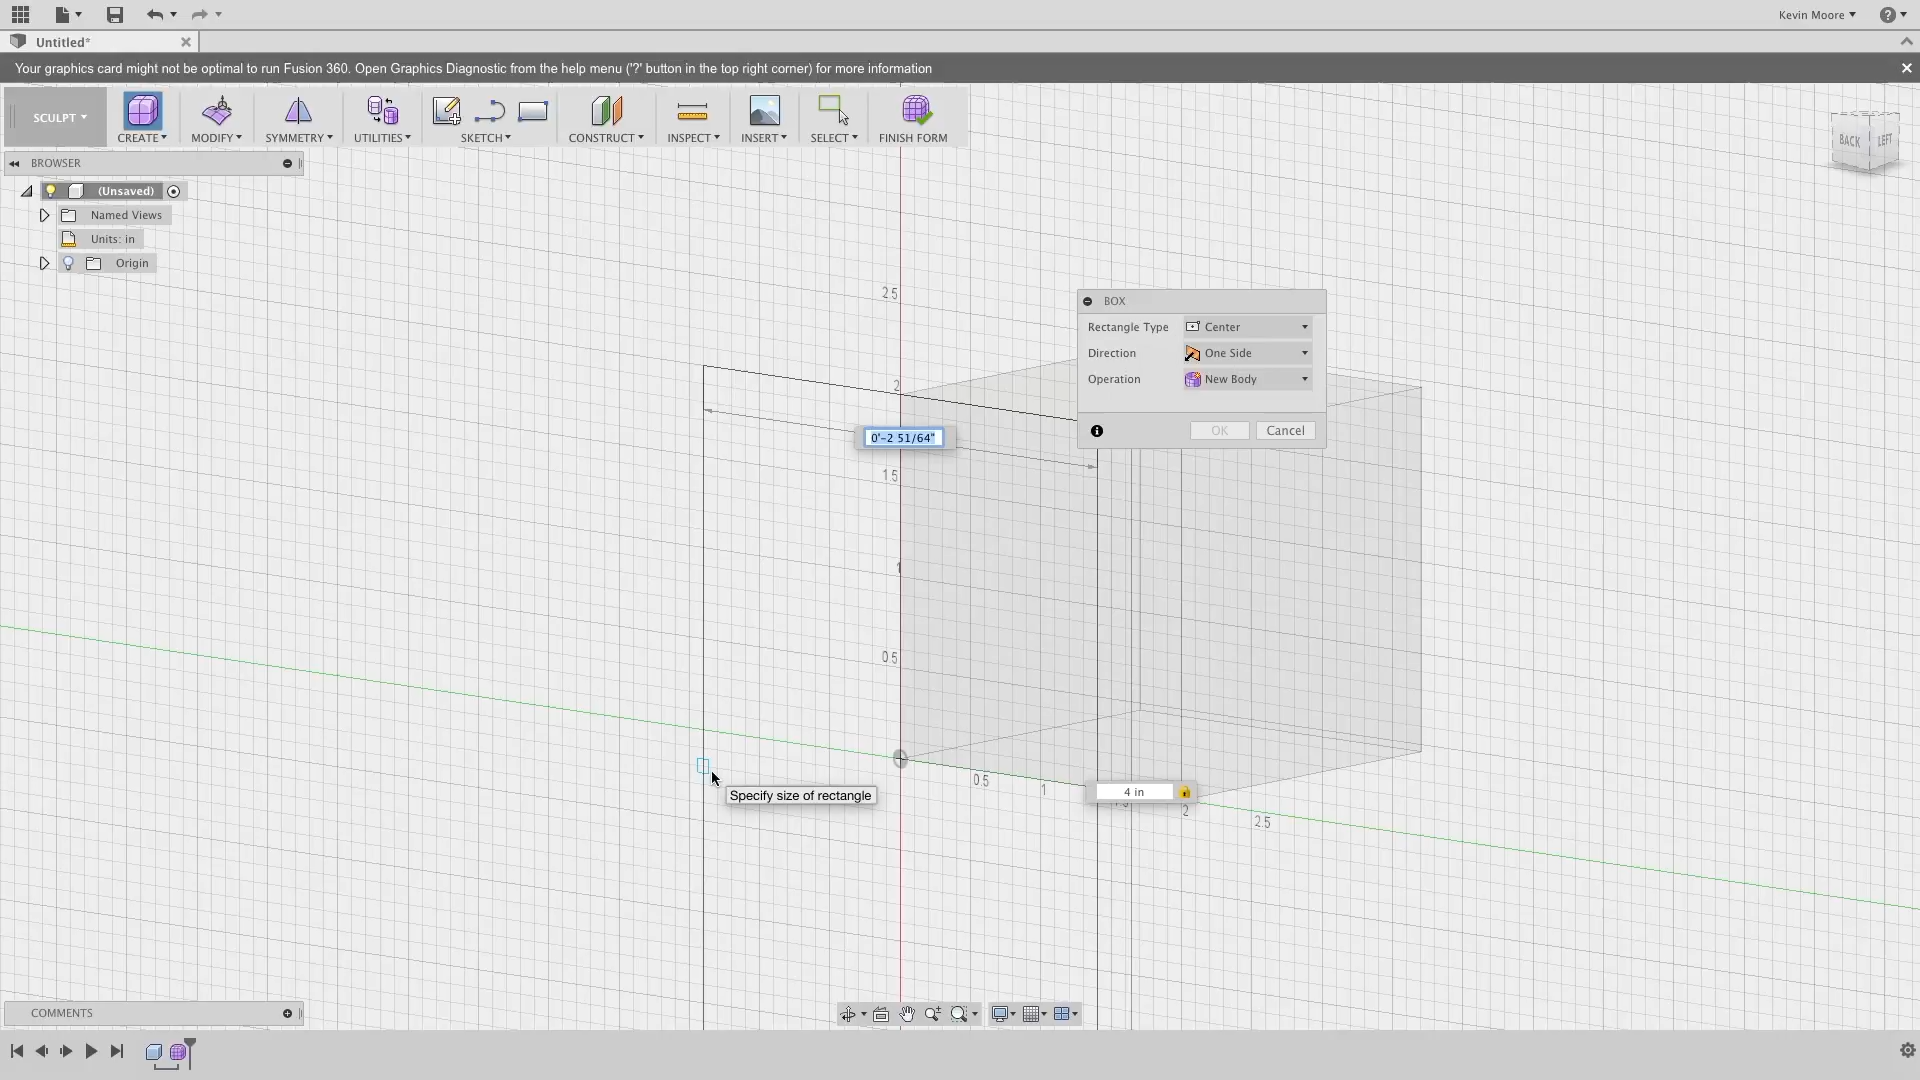 Kevin Moore
Untitled*
Your graphics card might not be optimal to run Fusion 360. Open Graphics Diagnostic from the help menu ('?' button in the top right corner) for more information
SCULPT
CREATE
MODIFY
SYMMETRY
UTILITIES
SKETCH
CONSTRUCT
INSPECT
INSERT
SELECT
FINISH FORM
BACK
LEFT
BROWSER
(Unsaved)
Named Views
Units: in
Origin
2.5
2
1.5
1
0.5
BOX
Rectangle Type
Center
Direction
One Side
Operation
New Body
OK
Cancel
0'-2 51/64"
0.5
1
4 in
2
2.5
Specify size of rectangle
COMMENTS